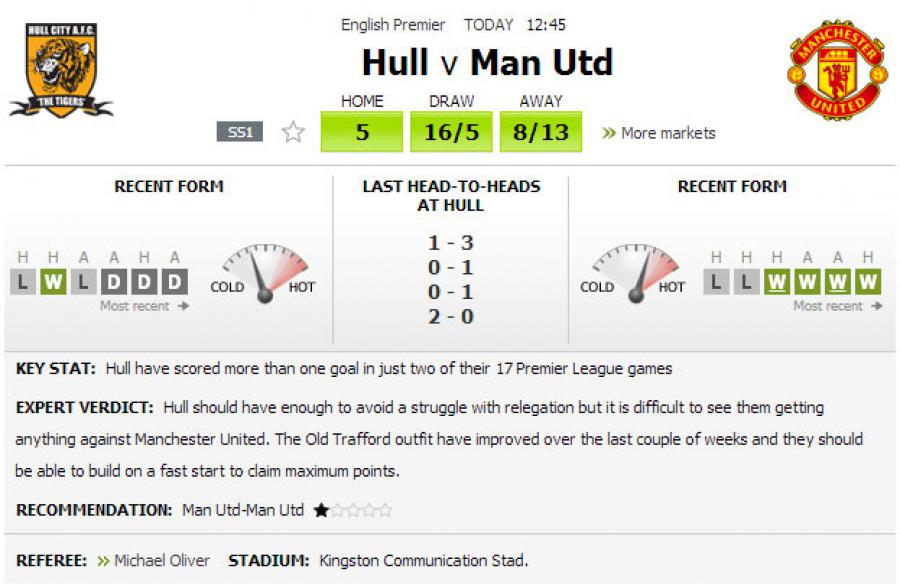 HULL CITY A.F.C.
'THE TIGERS'
English Premier TODAY 12:45
Hull v Man Utd
HOME DRAW AWAY
SS1 5 16/5 8/13 More markets
MANCHESTER
UNITED
RECENT FORM
H H A A H A
L W L D D D
Most recent
COLD HOT
LAST HEAD-TO-HEADS
AT HULL
1 - 3
0 - 1
0 - 1
2 - 0
RECENT FORM
COLD HOT
H H H A A H
L L W W W W
Most recent
KEY STAT: Hull have scored more than one goal in just two of their 17 Premier League games
EXPERT VERDICT: Hull should have enough to avoid a struggle with relegation but it is difficult to see them getting
anything against Manchester United. The Old Trafford outfit have improved over the last couple of weeks and they should
be able to build on a fast start to claim maximum points.
RECOMMENDATION: Man Utd-Man Utd
REFEREE: Michael Oliver STADIUM: Kingston Communication Stad.